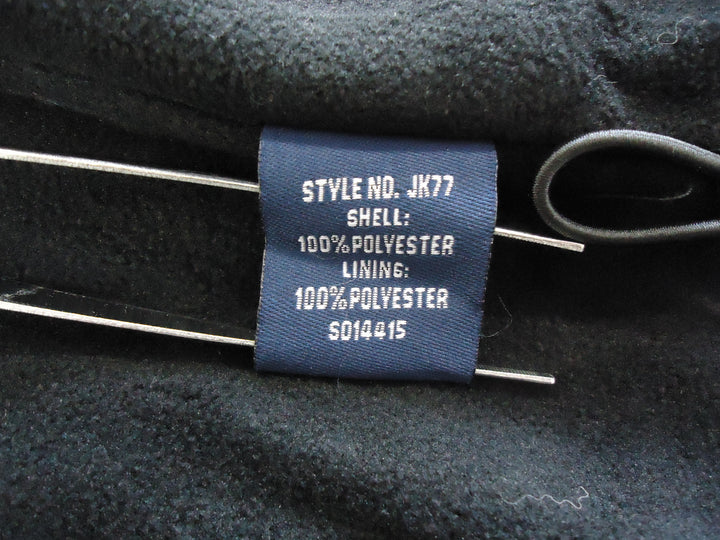 STYLE NO. JK77
SHELL:
100% POLYESTER
LINING:
100% POLYESTER
S014415